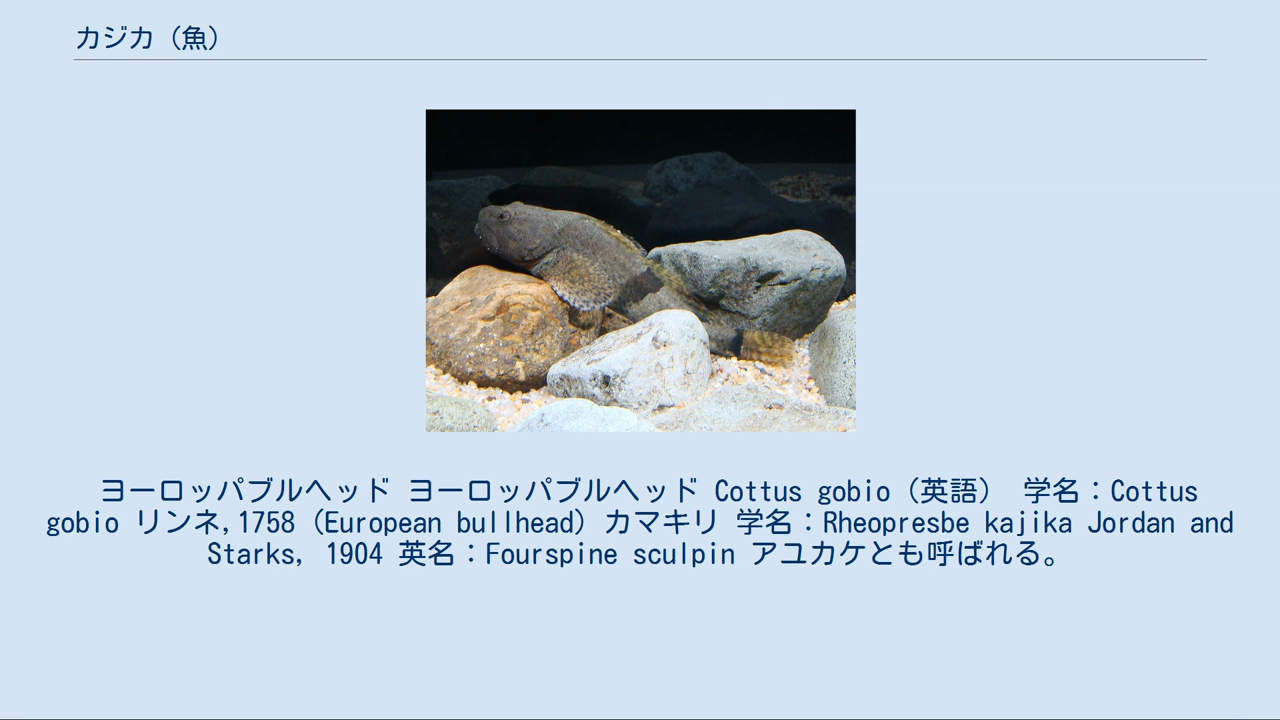 カジカ（魚）
ヨーロッパブルヘッド ヨーロッパブルヘッド Cottus gobio（英語） 学名：Cottus
gobio リンネ,1758（European bullhead）カマキリ 学名：Rheopresbe kajika Jordan and
Starks, 1904 英名：Fourspine sculpin アユカケとも呼ばれる。